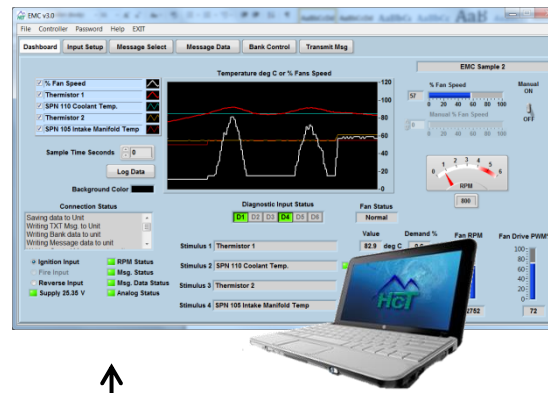 EMC v3.0
File Controller Password Help EXIT
Dashboard Input Setup Message Select Message Data Bank Control Transmit Msg
EMC Sample 2
Temperature deg C or % Fans Speed
% Fan Speed
Thermistor 1
SPN 110 Coolant Temp.
Thermistor 2
SPN 105 Intake Manifold Temp
120
100
80
60
40
20
0
% Fan Speed
57
0 20 40 60 80 100
Manual % Fan Speed
0
0 20 40 60 80 100
Manual
ON
OFF
Sample Time Seconds 0
Log Data
Background Color
0 1 2 3 4 5 6
RPM
800
Connection Status
Saving data to Unit
Writing TXT Msg. to Unit
Writing Bank data to unit
Writing Message data to unit
Diagnostic Input Status
D1 D2 D3 D4 D5 D6
Fan Status
Normal
Value Demand % Fan RPM Fan Drive PWM
Stimulus 1 Thermistor 1 82.9 deg C
Stimulus 2 SPN 110 Coolant Temp.
Stimulus 3 Thermistor 2
Stimulus 4 SPN 105 Intake Manifold Temp
Ignition Input RPM Status
Fire Input Msg. Status
Reverse Input Msg. Data Status
Supply 25.35 V Analog Status
100
80
60
40
20
0
2782 72
HCT